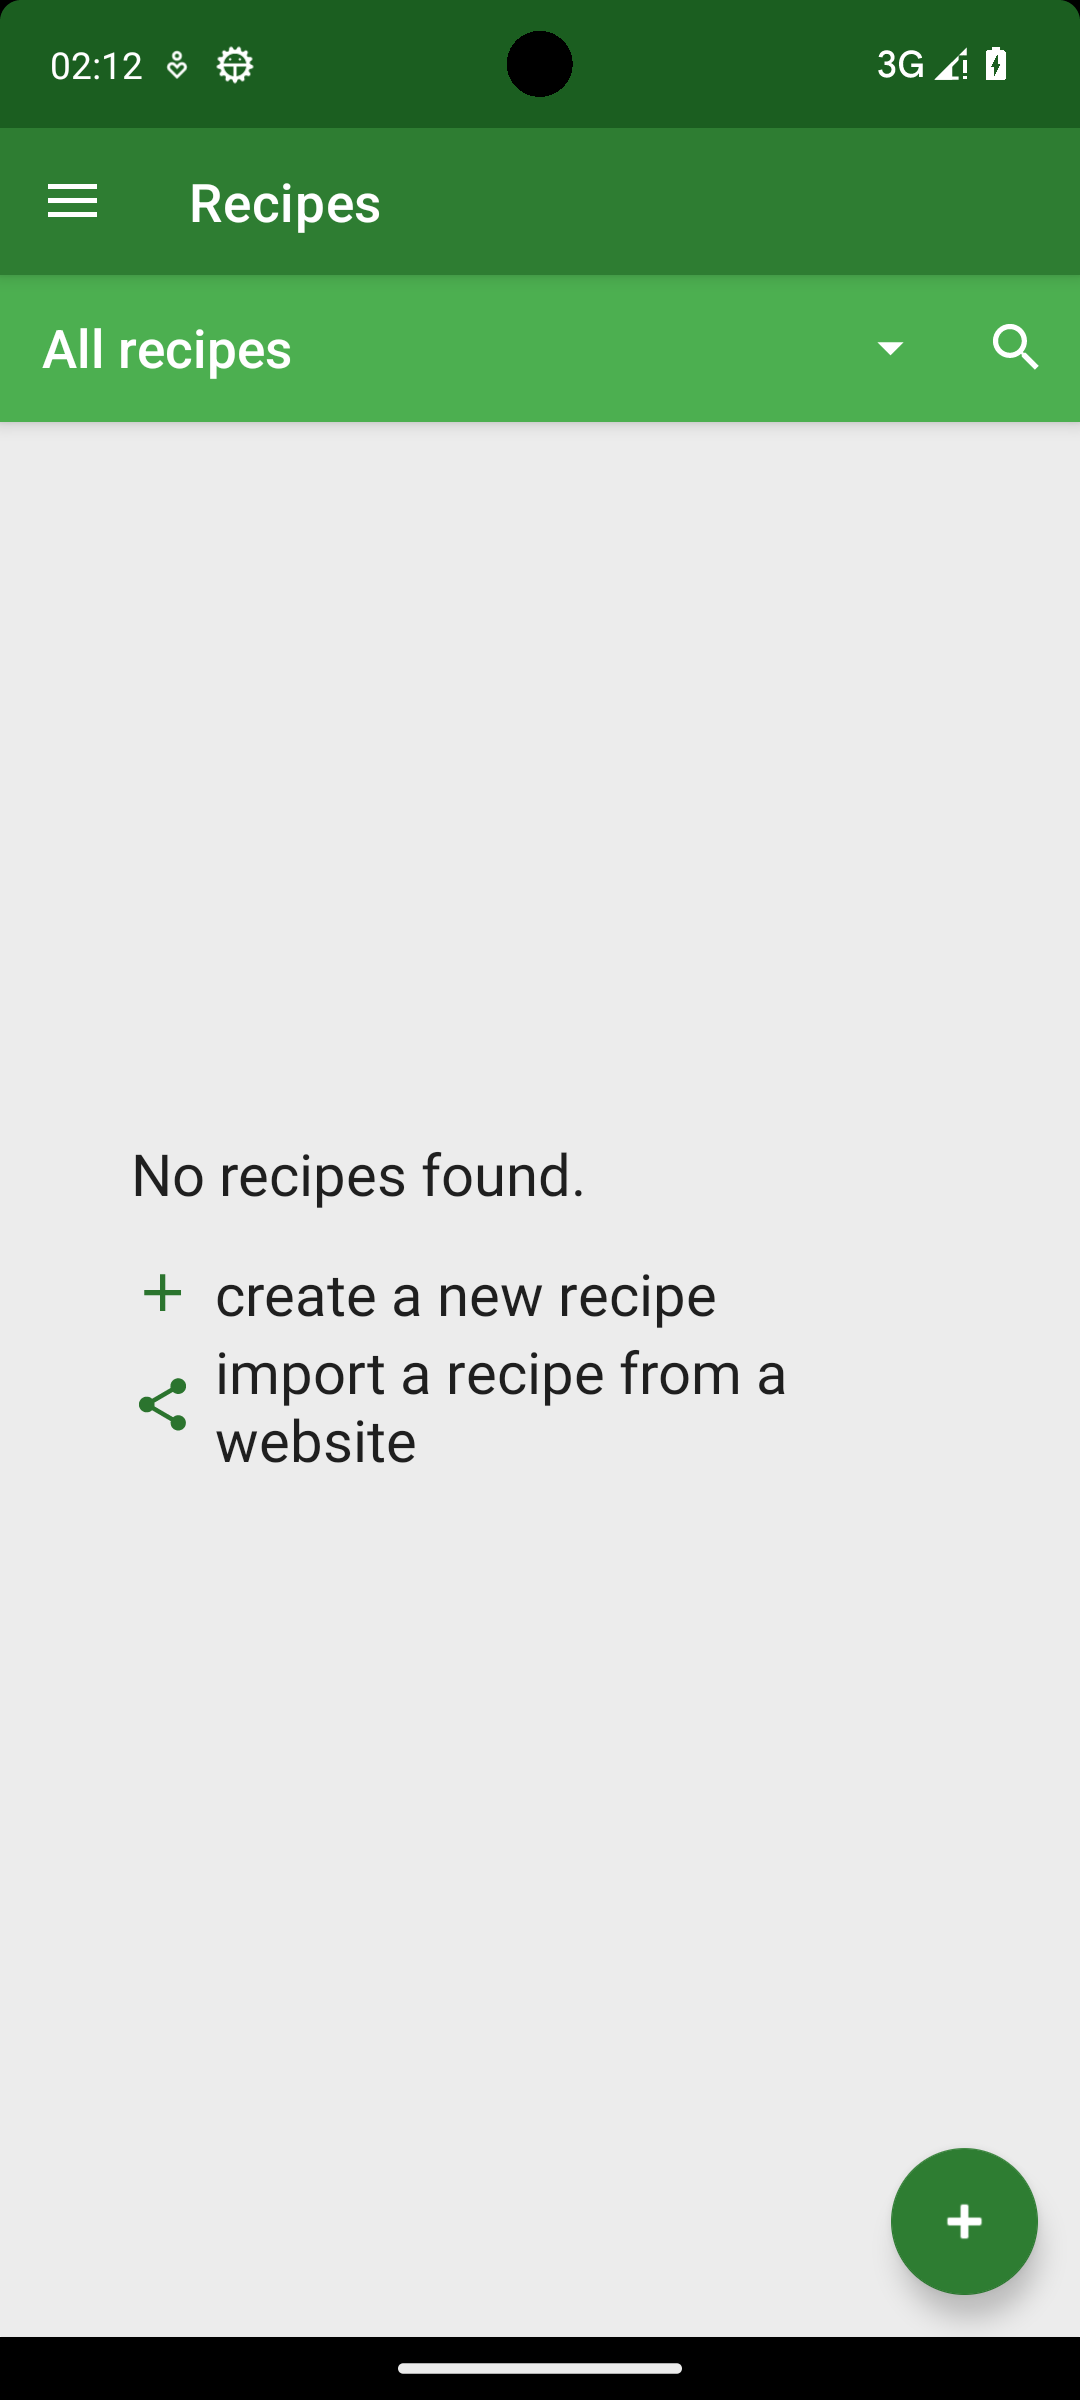 02:12
3G
Recipes
All recipes
No recipes found.
create a new recipe
import a recipe from a
website